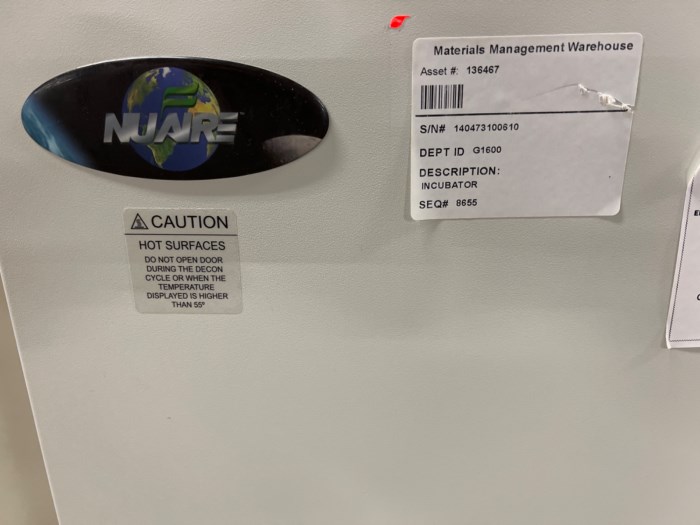 NUAIRE
CAUTION
HOT SURFACES
DO NOT OPEN DOOR
DURING THE DECON
CYCLE OR WHEN THE
TEMPERATURE
DISPLAYED IS HIGHER
THAN 55º
Materials Management Warehouse
Asset #: 136467
S/N# 140473100610
DEPT ID G1600
DESCRIPTION:
INCUBATOR
SEQ# 8655